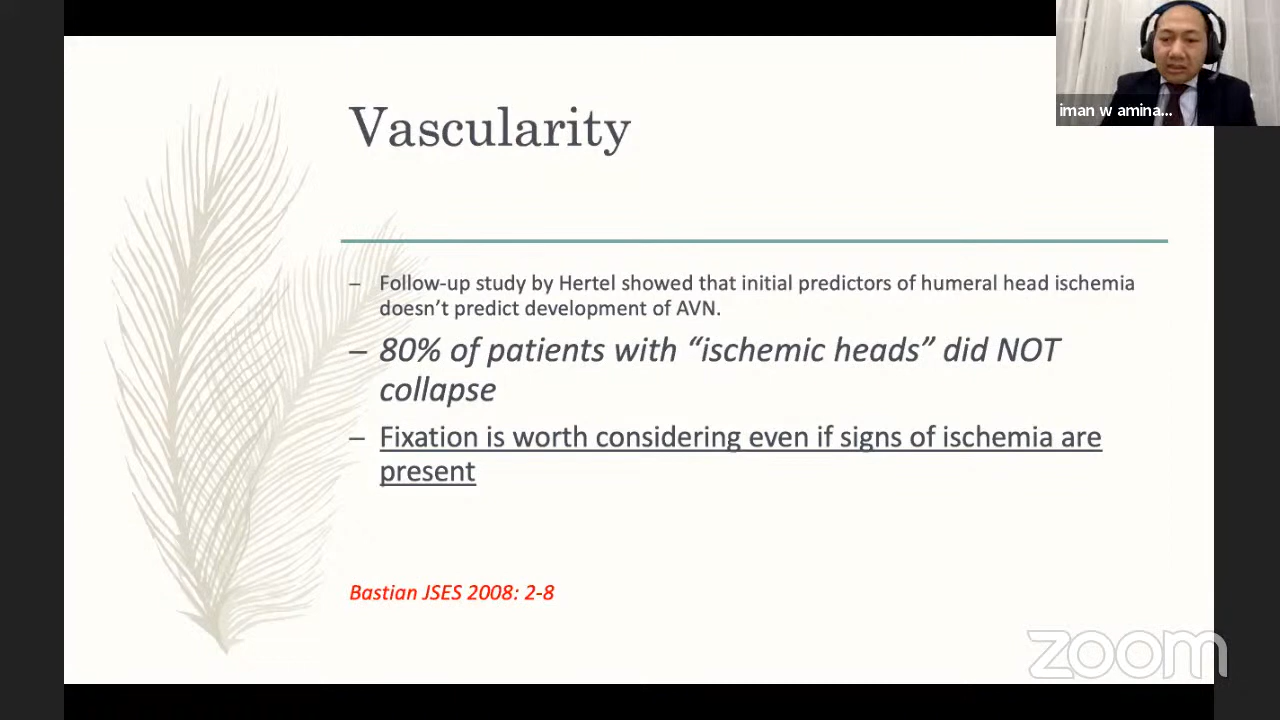 iman w amina...
Vascularity
– Follow-up study by Hertel showed that initial predictors of humeral head ischemia
doesn’t predict development of AVN.
– 80% of patients with “ischemic heads” did NOT
collapse
– Fixation is worth considering even if signs of ischemia are
present
Bastian JSES 2008: 2-8
zoom